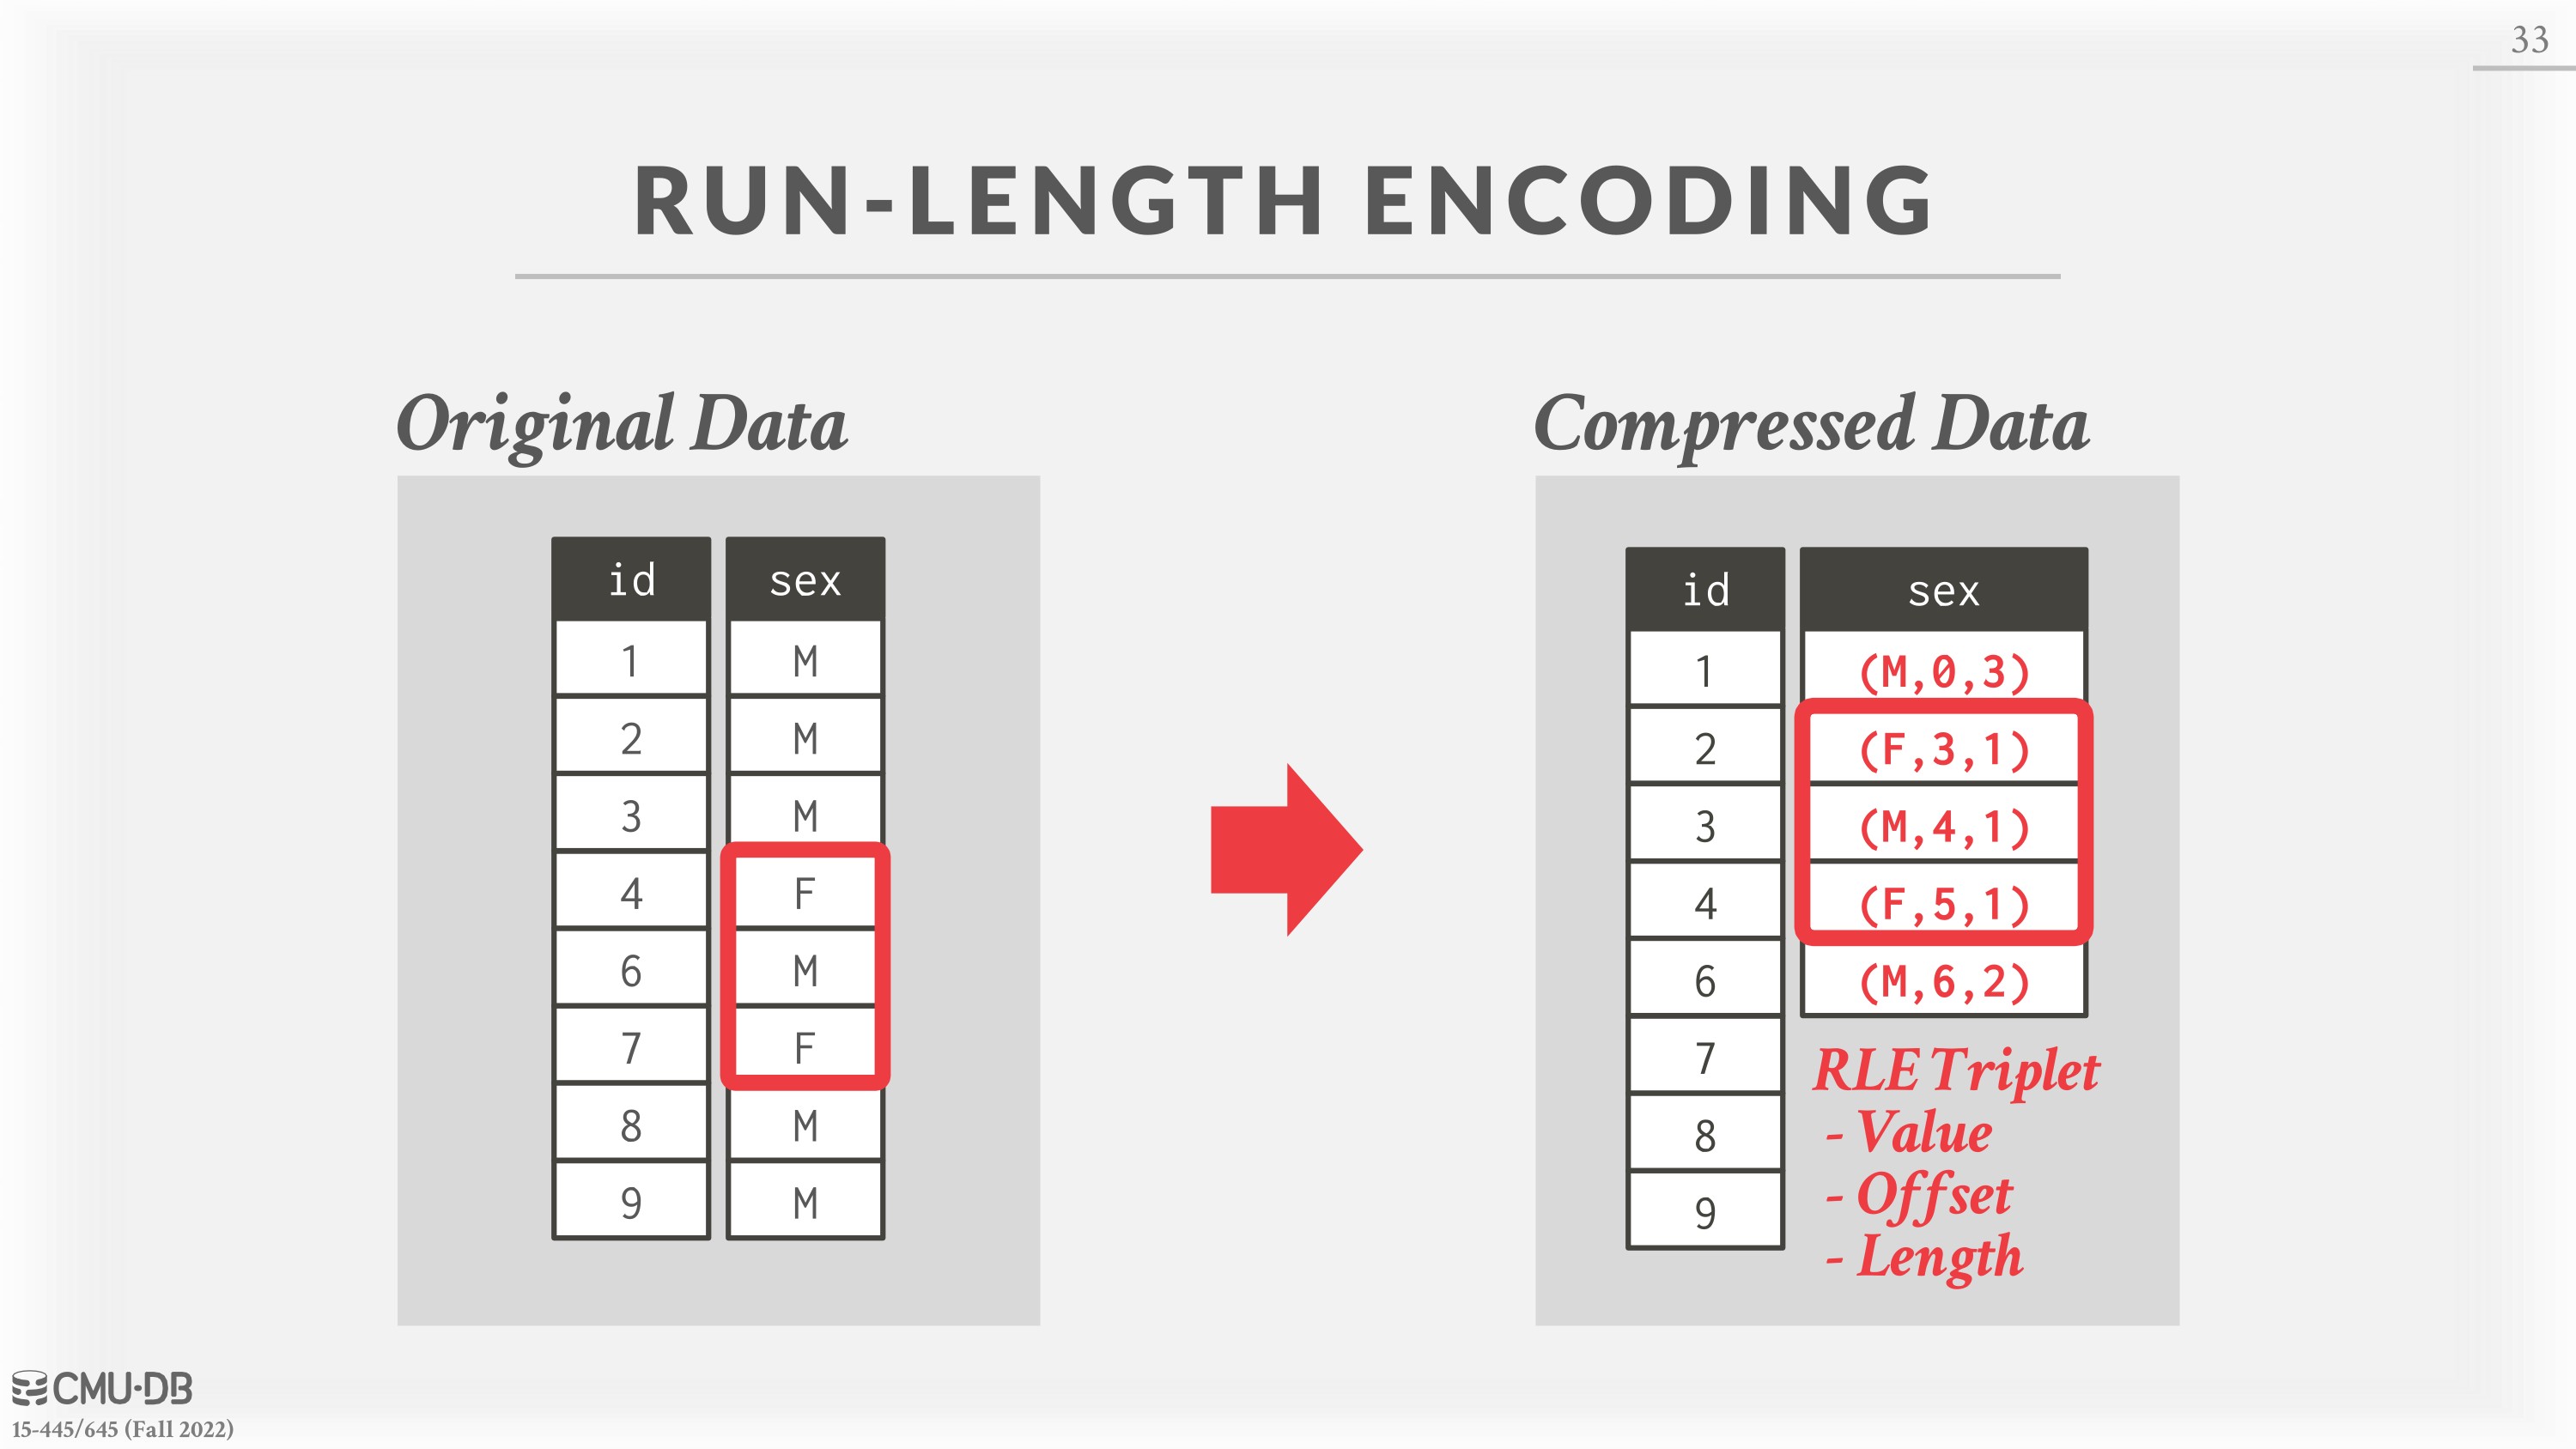 33
RUN-LENGTH ENCODING
Original Data
id sex
1 M
2 M
3 M
4 F
6 M
7 F
8 M
9 M
Compressed Data
id sex
1 (M,0,3)
2 (F,3,1)
3 (M,4,1)
4 (F,5,1)
6 (M,6,2)
7
8
9
RLE Triplet
- Value
- Offset
- Length
CMU·DB
15-445/645 (Fall 2022)